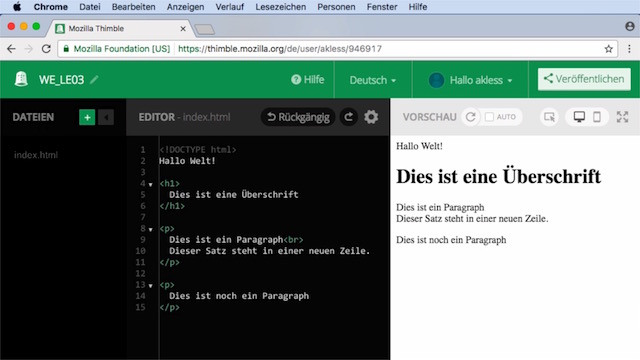 Chrome Datei Bearbeiten Anzeigen Verlauf Lesezeichen Personen Fenster Hilfe
Mozilla Thimble
Mozilla Foundation [US] https://thimble.mozilla.org/de/user/akless/946917
WE_LE03 Hilfe Deutsch Hallo akless Veröffentlichen
DATEIEN EDITOR - index.html Rückgängig VORSCHAU AUTO
index.html
1 <!DOCTYPE html>
2 Hallo Welt!
3
4 <h1>
5 Dies ist eine Überschrift
6 </h1>
7
8 <p>
9 Dies ist ein Paragraph<br>
10 Dieser Satz steht in einer neuen Zeile.
11 </p>
12
13 <p>
14 Dies ist noch ein Paragraph
15 </p>
Hallo Welt!
Dies ist eine Überschrift
Dies ist ein Paragraph
Dieser Satz steht in einer neuen Zeile.
Dies ist noch ein Paragraph